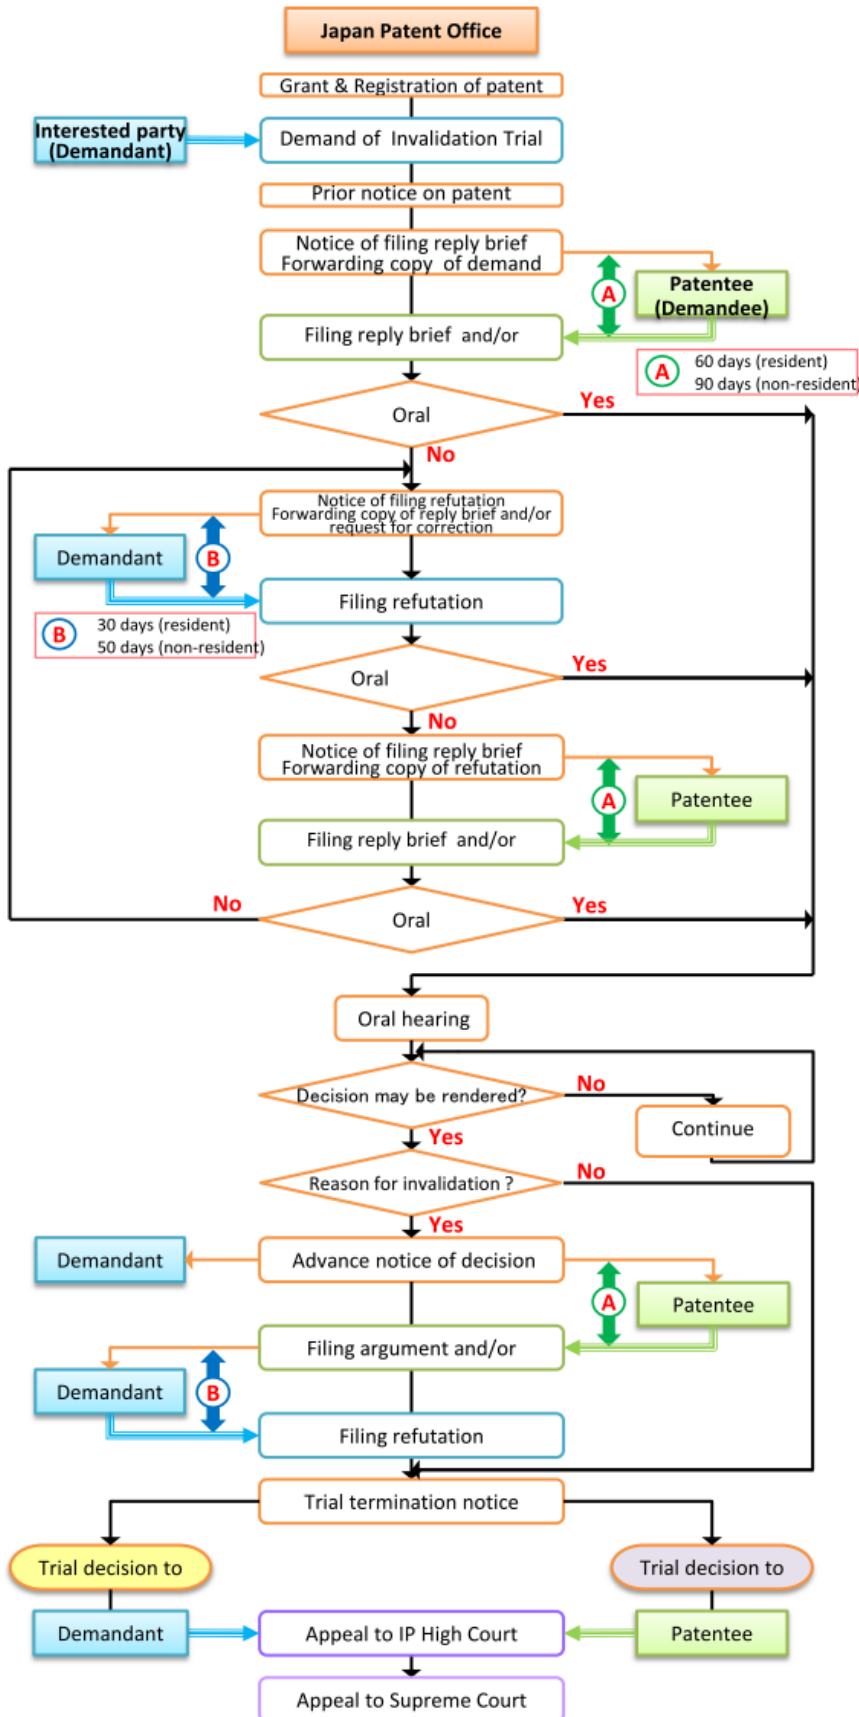 Japan Patent Office
Grant & Registration of patent
Interested party
(Demandant)
Demand of Invalidation Trial
Prior notice on patent
Notice of filing reply brief
Forwarding copy of demand
A
Patentee
(Demandee)
Filing reply brief and/or
A
60 days (resident)
90 days (non-resident)
Oral
Yes
No
Notice of filing refutation
Forwarding copy of reply brief and/or
request for correction
Demandant
B
Filing refutation
B
30 days (resident)
50 days (non-resident)
Oral
Yes
No
Notice of filing reply brief
Forwarding copy of refutation
A
Patentee
Filing reply brief and/or
No
Oral
Yes
Oral hearing
Decision may be rendered?
No
Continue
Yes
Reason for invalidation ?
No
Yes
Demandant
Advance notice of decision
A
Patentee
Filing argument and/or
Demandant
B
Filing refutation
Trial termination notice
Trial decision to
Trial decision to
Demandant
Appeal to IP High Court
Patentee
Appeal to Supreme Court